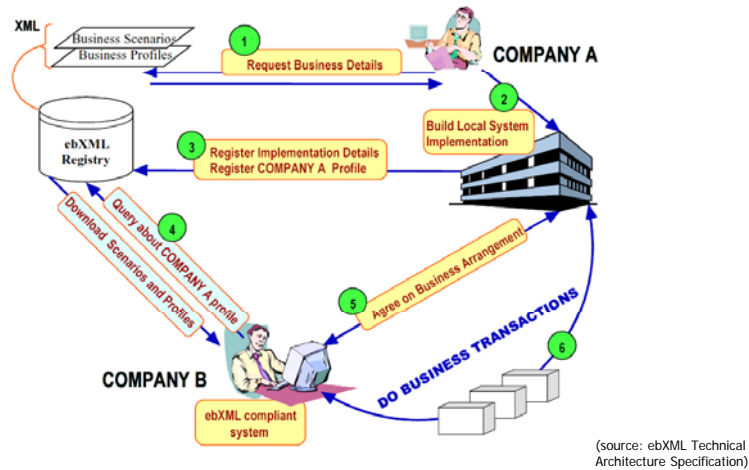 XML
Business Scenarios
Business Profiles
1
Request Business Details
COMPANY A
2
Build Local System
Implementation
ebXML
Registry
3
Register Implementation Details
Register COMPANY A Profile
4
Query about COMPANY A profile
Download Scenarios and Profiles
5
Agree on Business Arrangement
DO BUSINESS TRANSACTIONS
6
COMPANY B
ebXML compliant
system
(source: ebXML Technical
Architecture Specification)